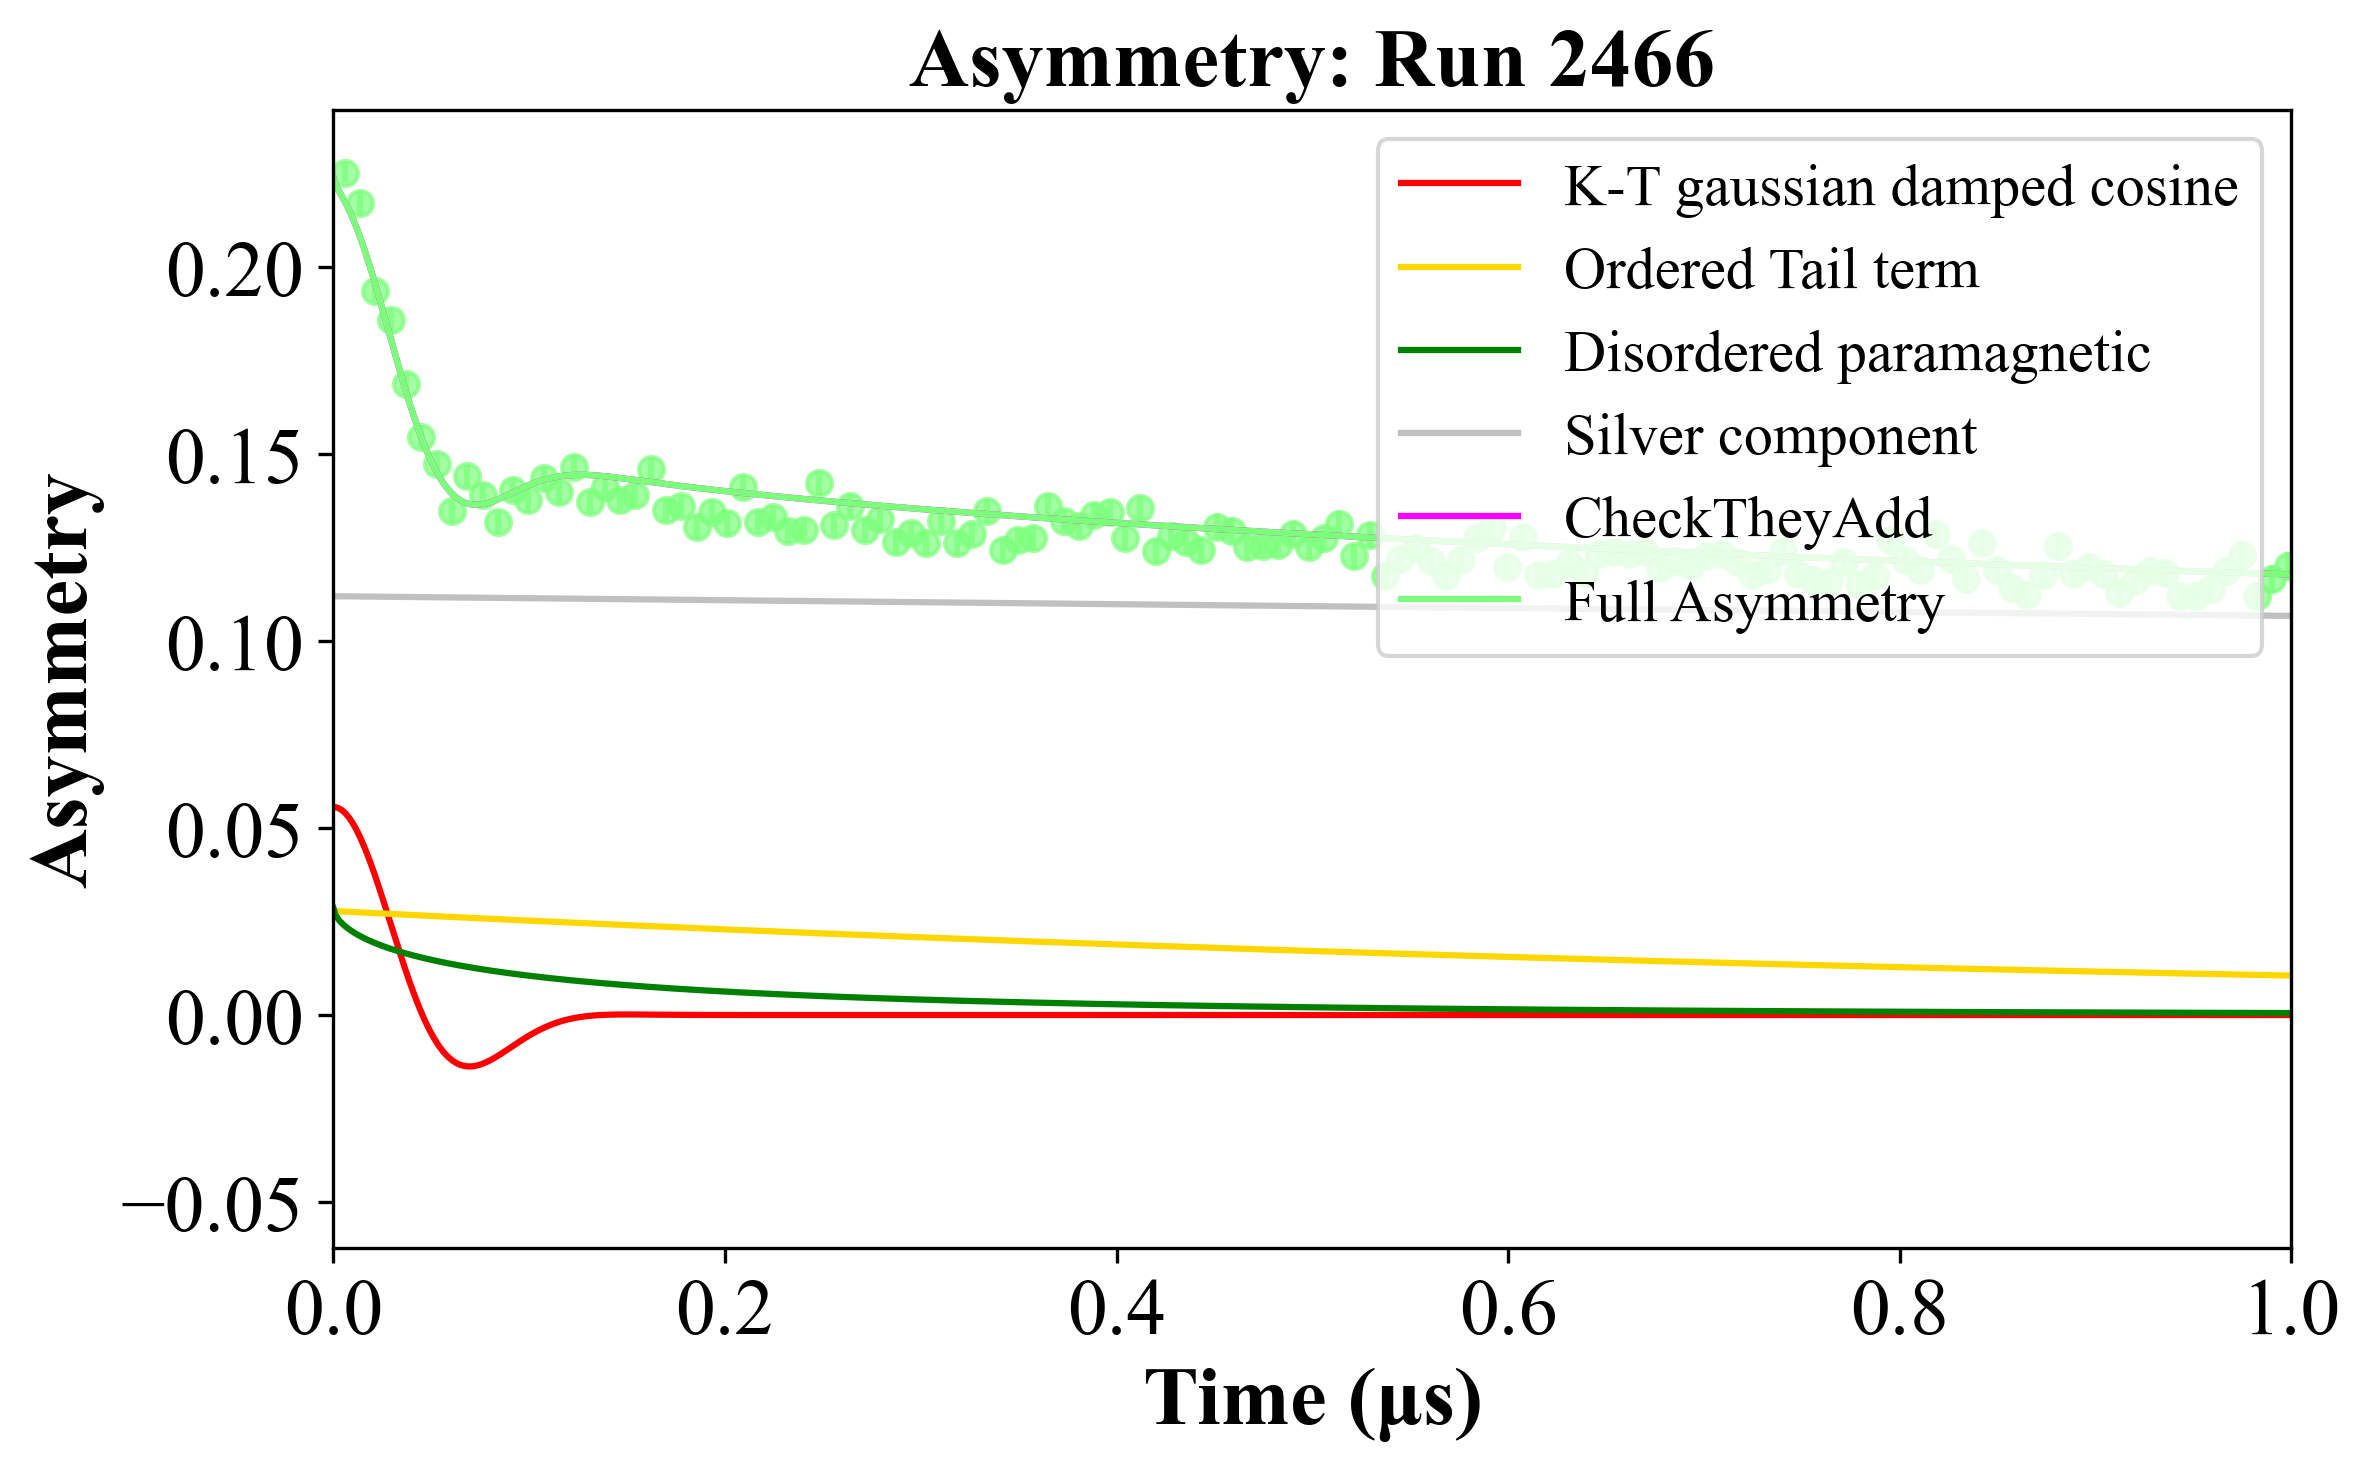 Asymmetry: Run 2466
K-T gaussian damped cosine
Ordered Tail term
Disordered paramagnetic
Silver component
CheckTheyAdd
Full Asymmetry
Asymmetry
0.20
0.15
0.10
0.05
0.00
−0.05
0.0 0.2 0.4 0.6 0.8 1.0
Time (μs)